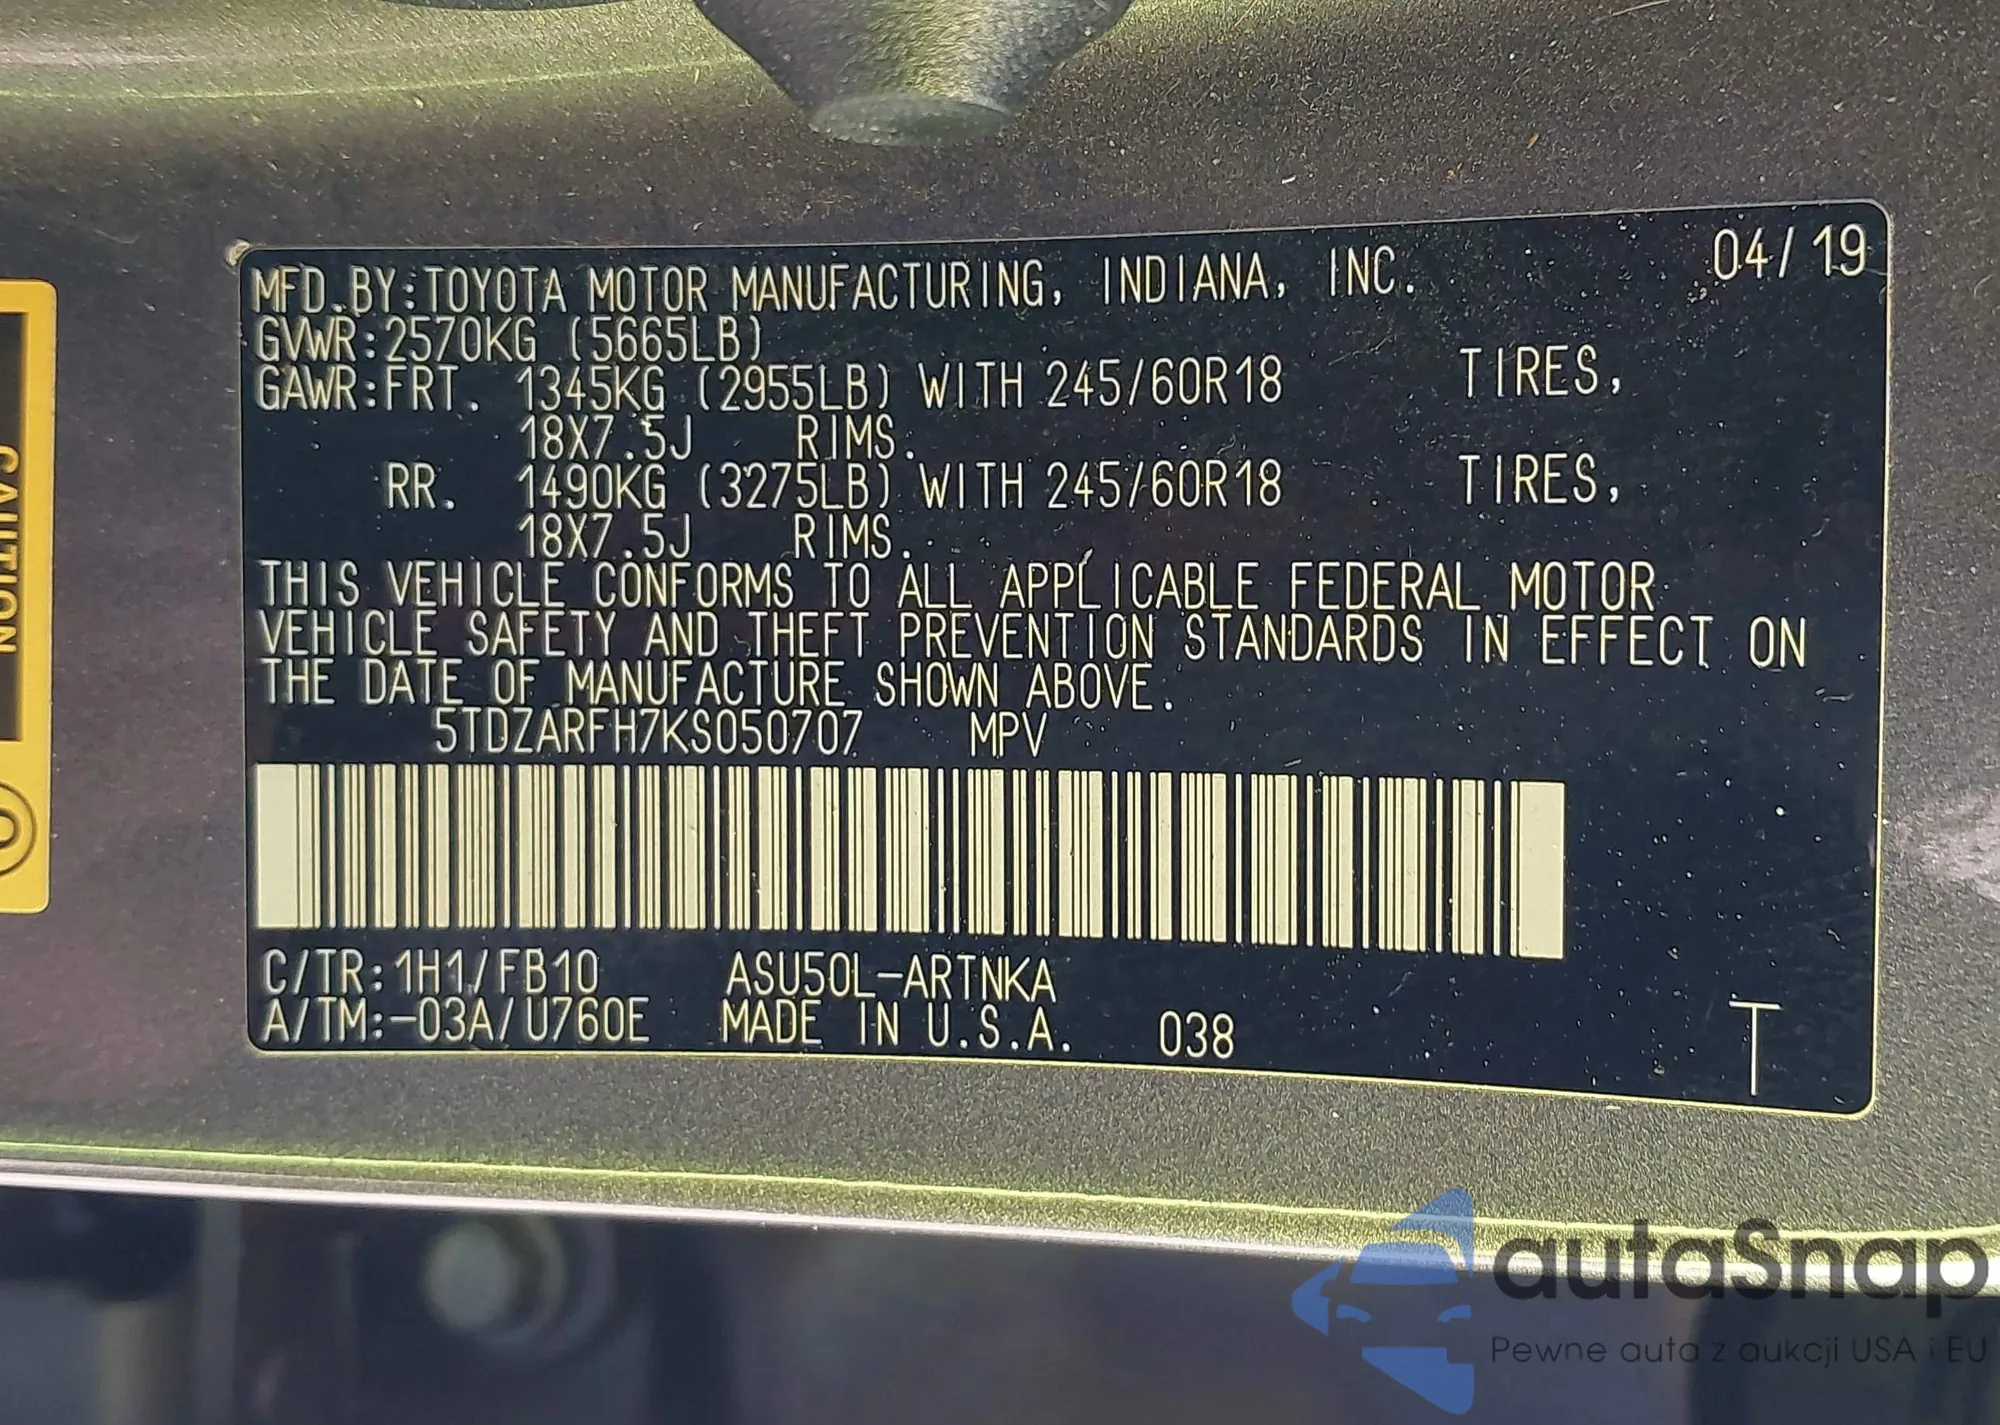 MFD.BY:TOYOTA MOTOR MANUFACTURING, INDIANA, INC. 04/19
GVWR:2570KG (5665LB)
GAWR:FRT. 1345KG (2955LB) WITH 245/60R18 TIRES,
18X7.5J RIMS.
RR. 1490KG (3275LB) WITH 245/60R18 TIRES,
18X7.5J RIMS.
THIS VEHICLE CONFORMS TO ALL APPLICABLE FEDERAL MOTOR
VEHICLE SAFETY AND THEFT PREVENTION STANDARDS IN EFFECT ON
THE DATE OF MANUFACTURE SHOWN ABOVE.
5TDZARFH7KS050707 MPV
C/TR:1H1/FB10 ASU50L-ARTNKA
A/TM:-03A/U760E MADE IN U.S.A. 038
T
CAUTION
autaSnap
Pewne auta z aukcji USA i EU